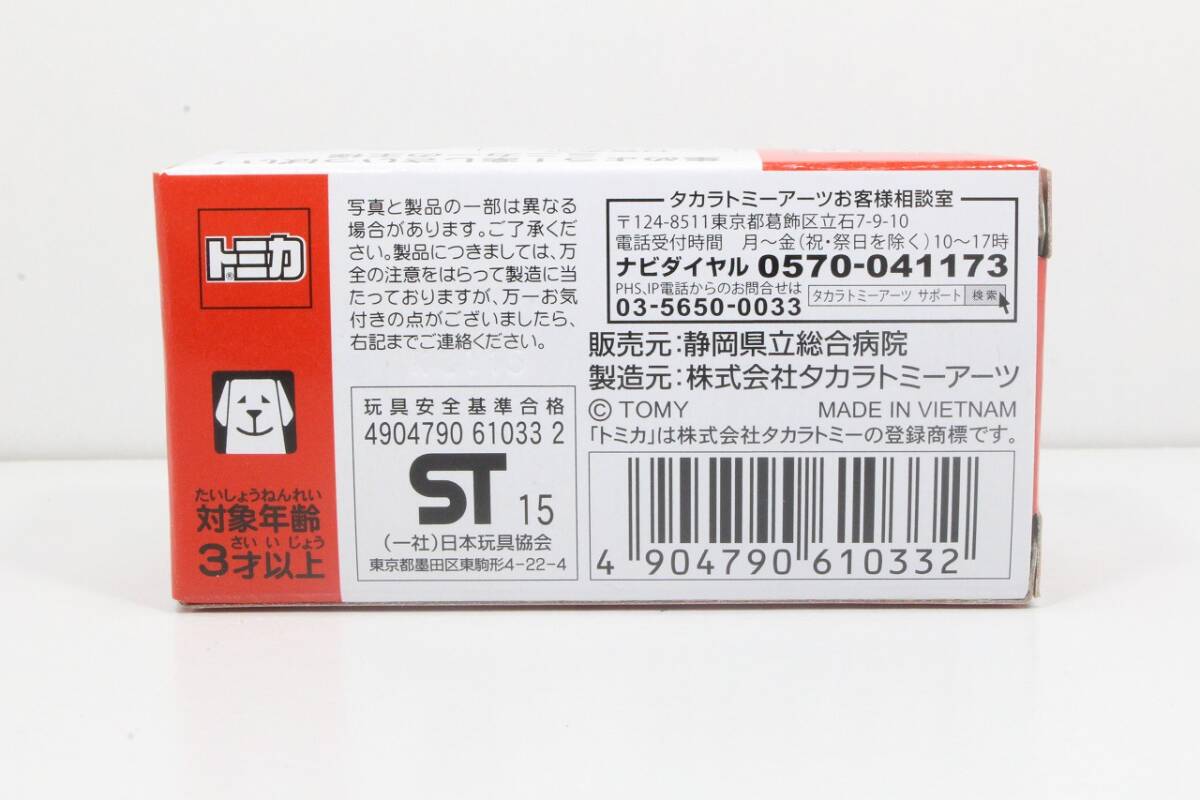 トミカ
®
たいしょうねんれい
対象年齢
さいいじょう
3才以上
写真と製品の一部は異なる
場合があります。ご了承くだ
さい。製品につきましては、万
全の注意をはらって製造に当
たっておりますが、万一お気
付きの点がございましたら、
右記までご連絡ください。
玩具安全基準合格
4904790 61033 2
ST 15
(一社)日本玩具協会
東京都墨田区東駒形4-22-4
タカラトミーアーツお客様相談室
〒124-8511東京都葛飾区立石7-9-10
電話受付時間 月〜金(祝・祭日を除く)10〜17時
ナビダイヤル 0570-041173
PHS、IP電話からのお問合せは
03-5650-0033
タカラトミーアーツ サポート 検索
販売元:静岡県立総合病院
製造元:株式会社タカラトミーアーツ
© TOMY MADE IN VIETNAM
「トミカ」は株式会社タカラトミーの登録商標です。
4 904790 610332